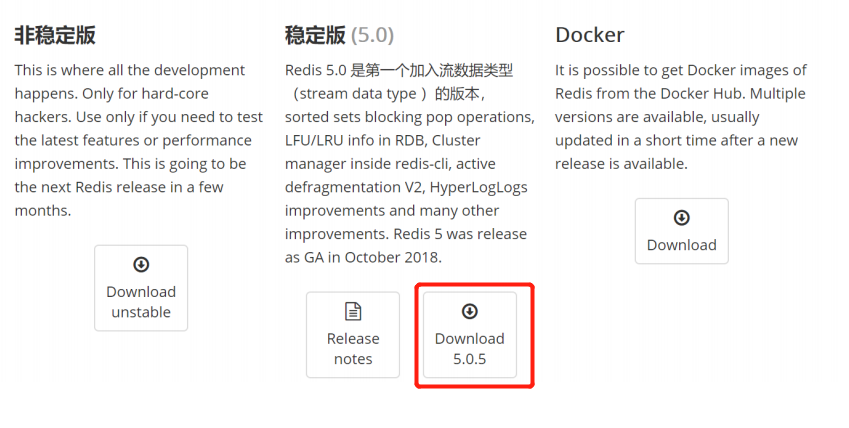 非稳定版
This is where all the development
happens. Only for hard-core
hackers. Use only if you need to test
the latest features or performance
improvements. This is going to be
the next Redis release in a few
months.
Download
unstable
稳定版 (5.0)
Redis 5.0 是第一个加入流数据类型
（stream data type ）的版本，
sorted sets blocking pop operations,
LFU/LRU info in RDB, Cluster
manager inside redis-cli, active
defragmentation V2, HyperLogLogs
improvements and many other
improvements. Redis 5 was release
as GA in October 2018.
Release
notes
Download
5.0.5
Docker
It is possible to get Docker images of
Redis from the Docker Hub. Multiple
versions are available, usually
updated in a short time after a new
release is available.
Download